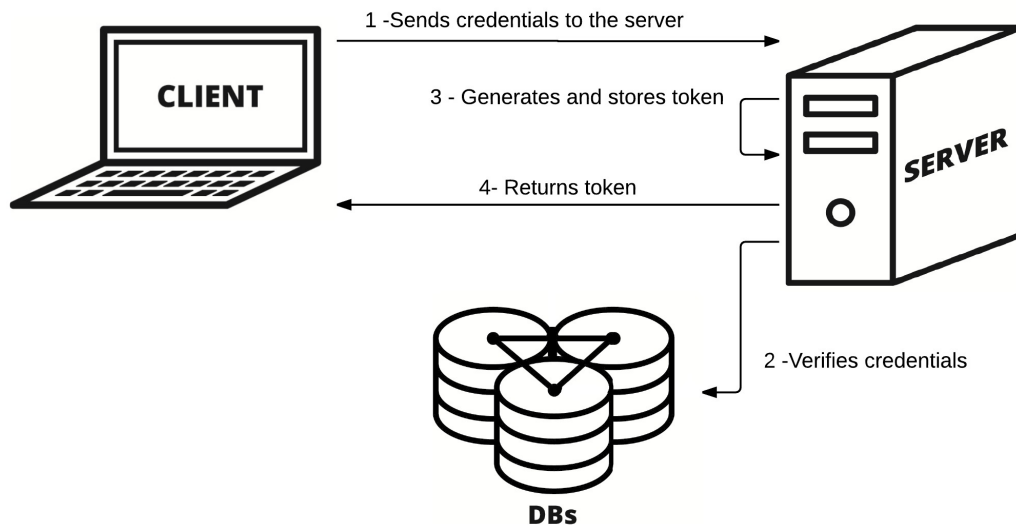 1 -Sends credentials to the server
CLIENT
3 - Generates and stores token
SERVER
4- Returns token
2 -Verifies credentials
DBs